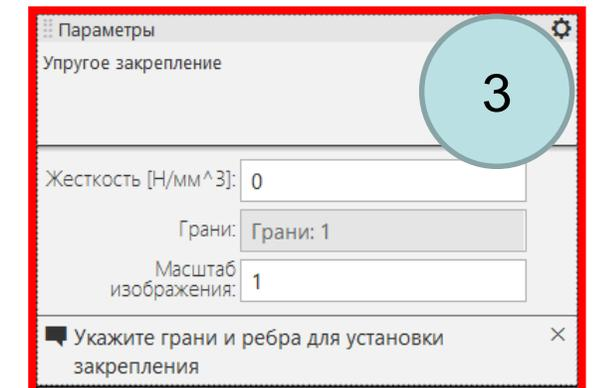 Параметры
Упругое закрепление
3
Жесткость [Н/мм^3]: 0
Грани: Грани: 1
Масштаб
изображения: 1
Укажите грани и ребра для установки
закрепления